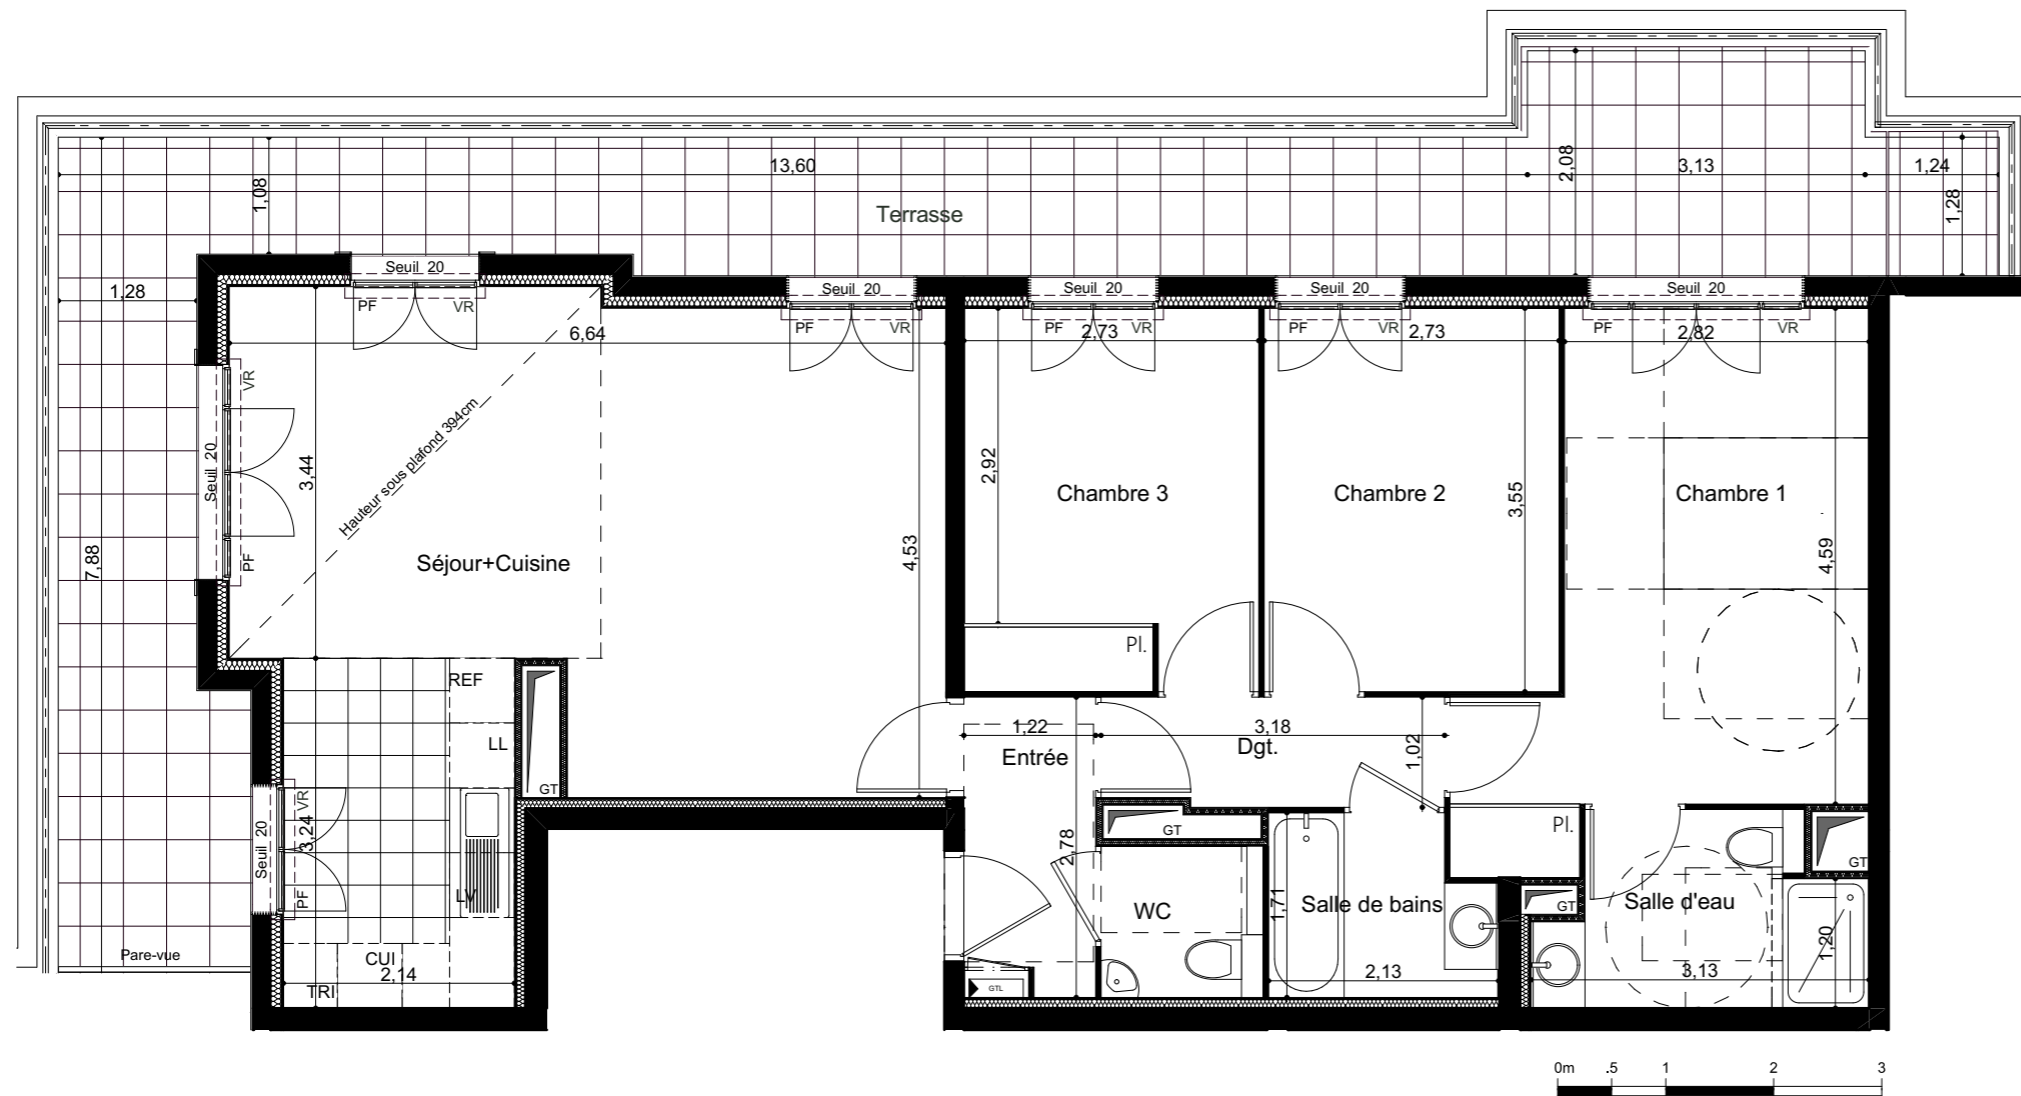 13,60
2,08
3,13
1,24
1,08
1,28
Terrasse
Seuil 20
Seuil 20
Seuil 20
Seuil 20
Seuil 20
1,28
PF
VR
PF
VR
PF
VR
PF
VR
PF
VR
6,64
2,73
2,73
2,82
VR
Hauteur sous plafond 394cm
Seuil 20
3,44
2,92
Chambre 3
Chambre 2
3,55
Chambre 1
PF
7,88
Séjour+Cuisine
4,53
4,59
Pl.
REF
1,22
3,18
LL
Entrée
Dgt.
1,02
GT
VR
Seuil 20
3,24
2,78
GT
Pl.
GT
PF
LV
1,71
WC
Salle de bains
GT
Salle d'eau
1,20
Pare-vue
CUI
2,14
TRI
GTL
2,13
3,13
0m .5 1 2 3